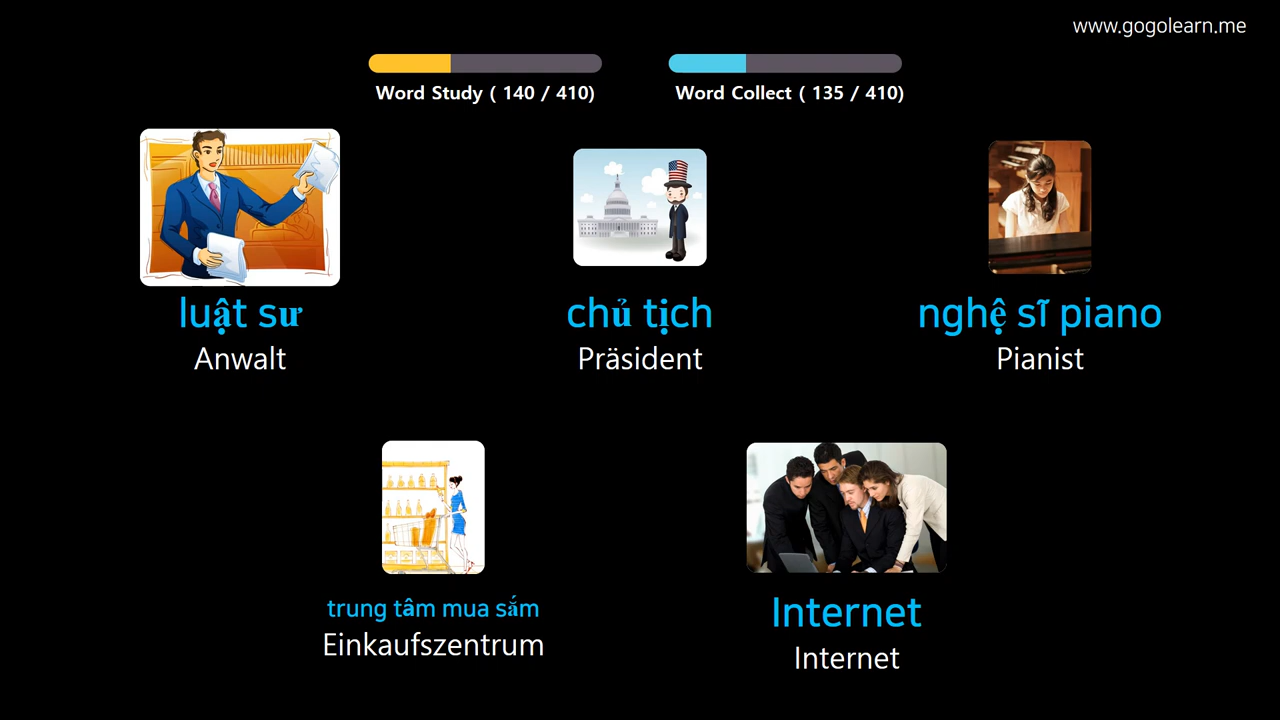 www.gogolearn.me
Word Study ( 140 / 410)
Word Collect ( 135 / 410)
luật sư
Anwalt
chủ tịch
Präsident
nghệ sĩ piano
Pianist
trung tâm mua sắm
Einkaufszentrum
Internet
Internet